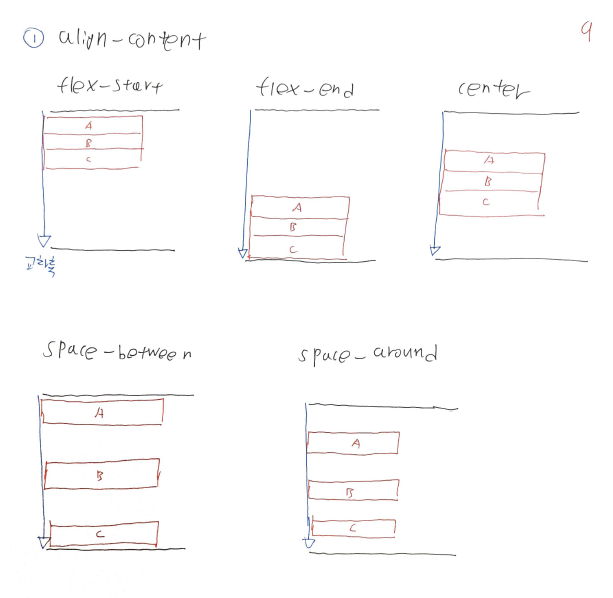 ① align-content
9
flex-start
flex-end
center
A
B
C
A
B
C
A
B
C
교차축
space-between
space-around
A
B
C
A
B
C